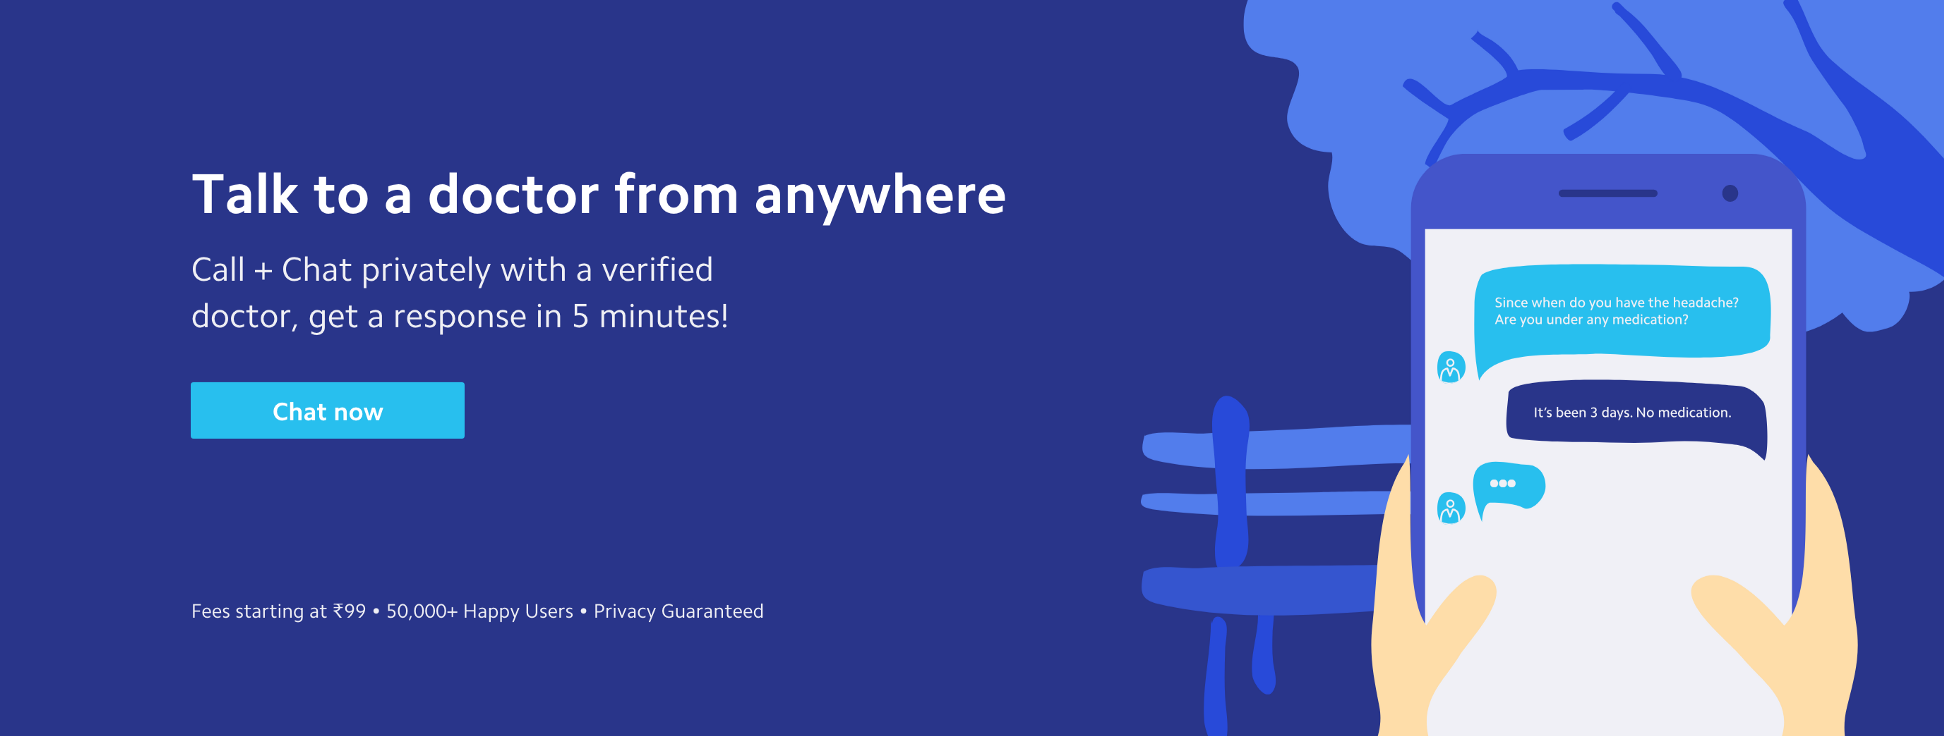 Talk to a doctor from anywhere
Call + Chat privately with a verified
doctor, get a response in 5 minutes!
Chat now
Fees starting at ₹99 • 50,000+ Happy Users • Privacy Guaranteed
Since when do you have the headache?
Are you under any medication?
It's been 3 days. No medication.